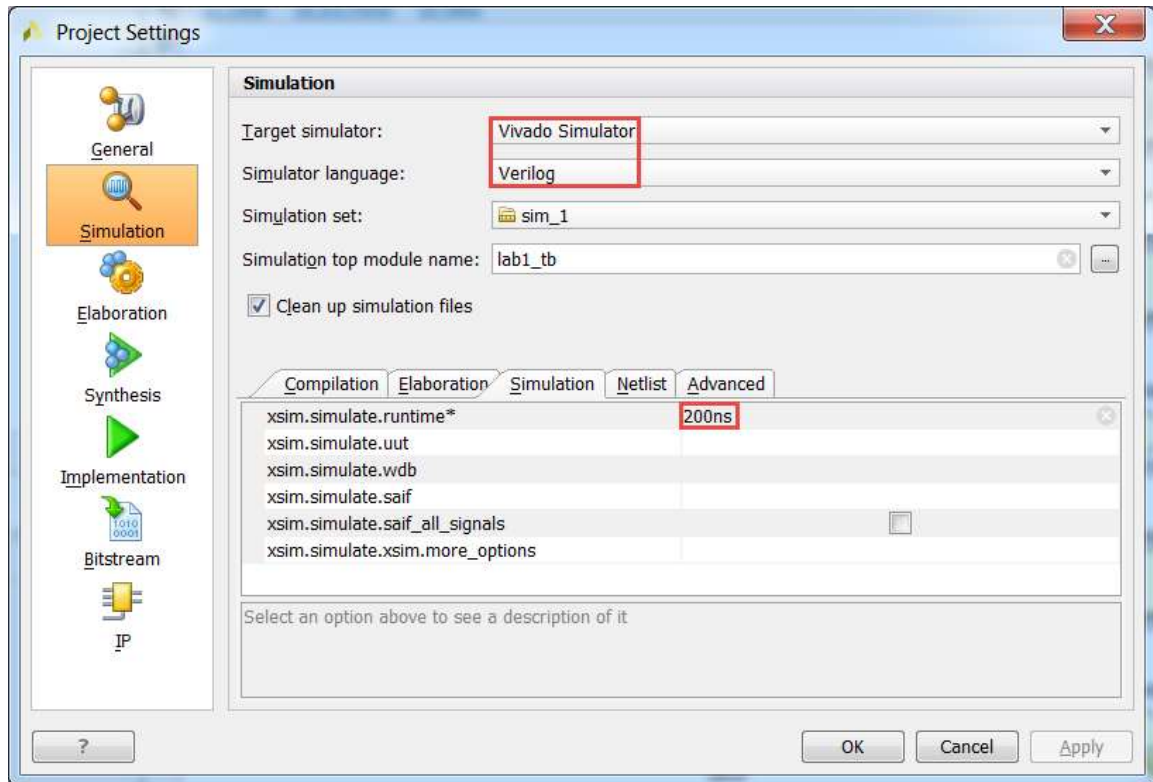 Project Settings
General
Simulation
Elaboration
Synthesis
Implementation
1010
0001
Bitstream
IP
Simulation
Target simulator: Vivado Simulator
Simulator language: Verilog
Simulation set: sim_1
Simulation top module name: lab1_tb ...
Clean up simulation files
Compilation Elaboration Simulation Netlist Advanced
xsim.simulate.runtime* 200ns
xsim.simulate.uut
xsim.simulate.wdb
xsim.simulate.saif
xsim.simulate.saif_all_signals
xsim.simulate.xsim.more_options
Select an option above to see a description of it
? OK Cancel Apply